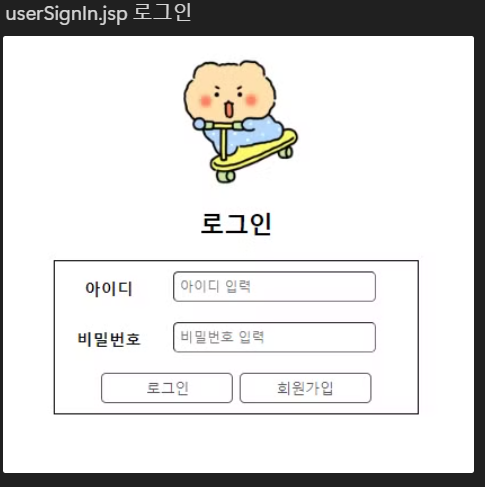 userSignIn.jsp 로그인
로그인
아이디 아이디 입력
비밀번호 비밀번호 입력
로그인 회원가입